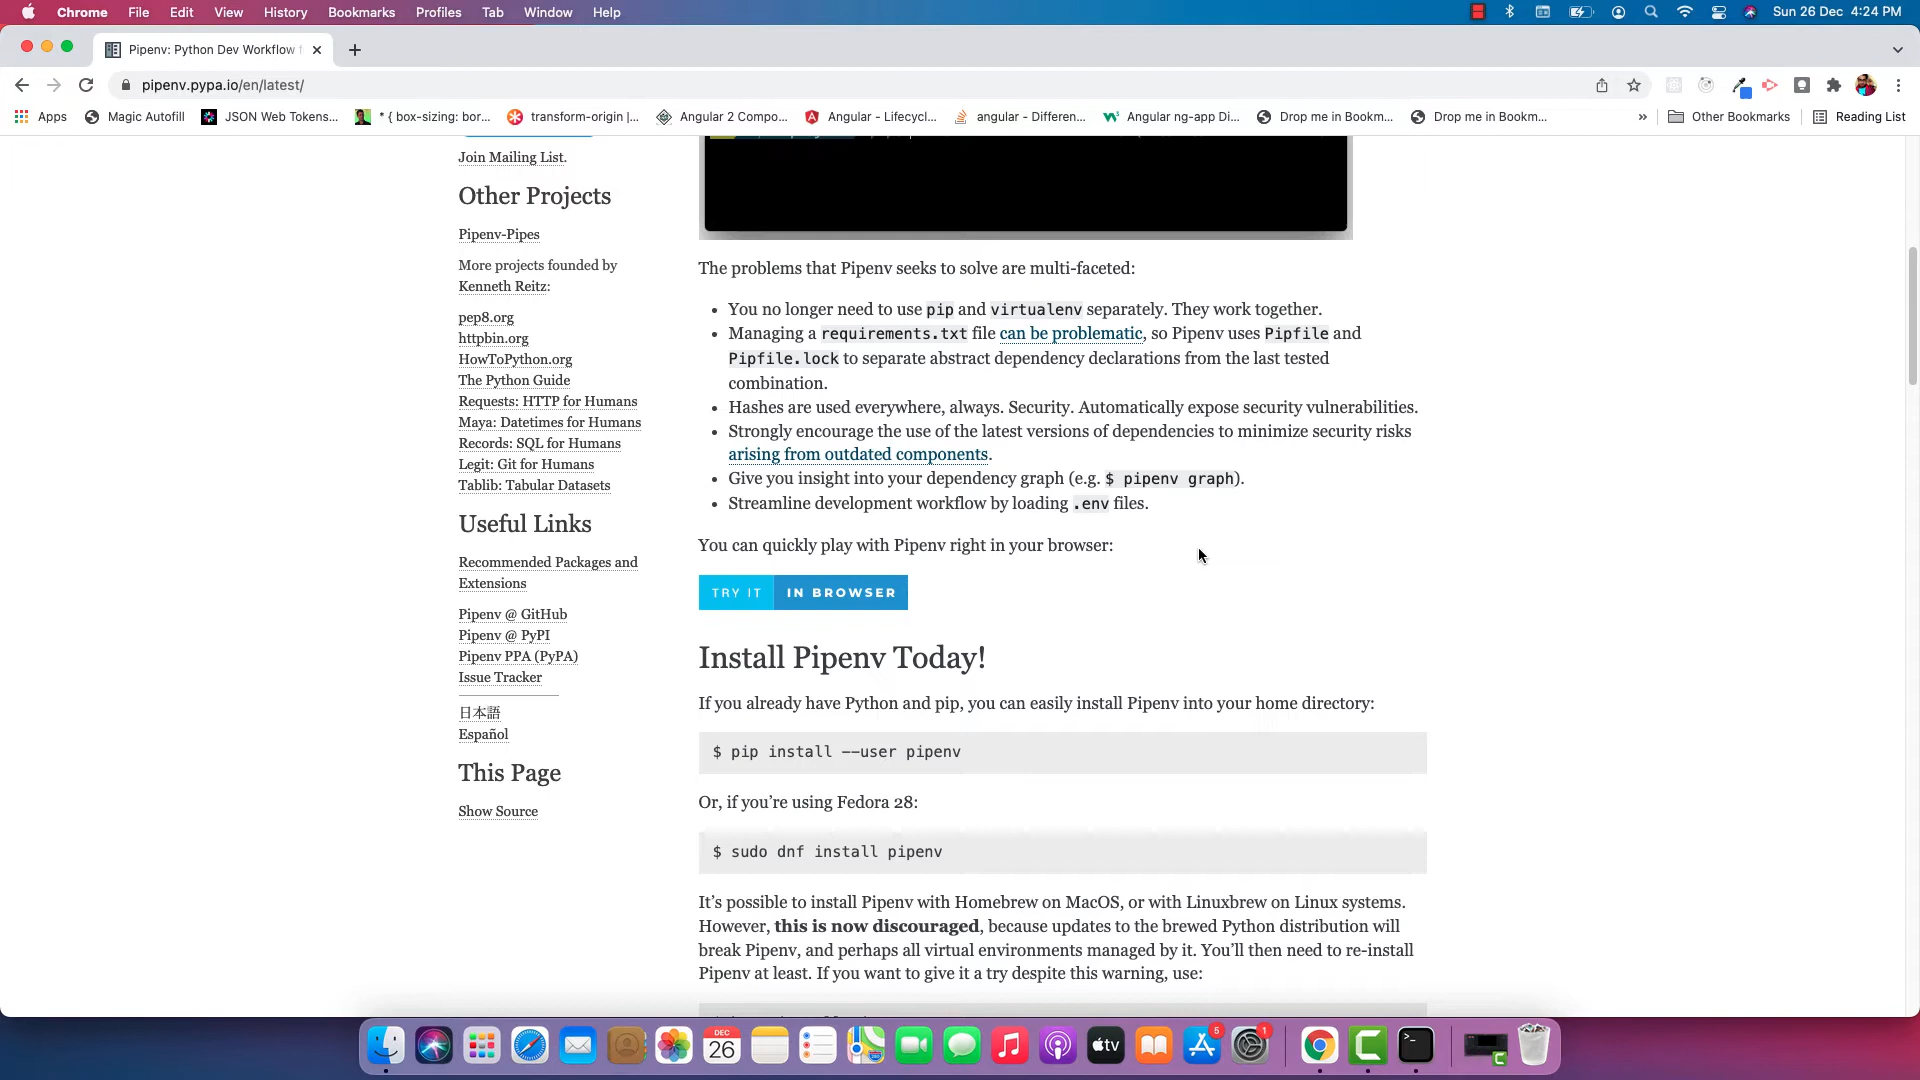 Chrome File Edit View History Bookmarks Profiles Tab Window Help Sun 26 Dec 4:24 PM
Pipenv: Python Dev Workflow
pipenv.pypa.io/en/latest/
Apps Magic Autofill JSON Web Tokens... * { box-sizing: bor... transform-origin |... Angular 2 Compo... Angular - Lifecycl... angular - Differen... Angular ng-app Di... Drop me in Bookm... Drop me in Bookm... » Other Bookmarks Reading List
Join Mailing List.
Other Projects
Pipenv-Pipes
More projects founded by
Kenneth Reitz:
pep8.org
httpbin.org
HowToPython.org
The Python Guide
Requests: HTTP for Humans
Maya: Datetimes for Humans
Records: SQL for Humans
Legit: Git for Humans
Tablib: Tabular Datasets
Useful Links
Recommended Packages and
Extensions
Pipenv @ GitHub
Pipenv @ PyPI
Pipenv PPA (PyPA)
Issue Tracker
日本語
Español
This Page
Show Source
The problems that Pipenv seeks to solve are multi-faceted:
• You no longer need to use pip and virtualenv separately. They work together.
• Managing a requirements.txt file can be problematic, so Pipenv uses Pipfile and
Pipfile.lock to separate abstract dependency declarations from the last tested
combination.
• Hashes are used everywhere, always. Security. Automatically expose security vulnerabilities.
• Strongly encourage the use of the latest versions of dependencies to minimize security risks
arising from outdated components.
• Give you insight into your dependency graph (e.g. $ pipenv graph).
• Streamline development workflow by loading .env files.
You can quickly play with Pipenv right in your browser:
TRY IT IN BROWSER
Install Pipenv Today!
If you already have Python and pip, you can easily install Pipenv into your home directory:
$ pip install --user pipenv
Or, if you’re using Fedora 28:
$ sudo dnf install pipenv
It’s possible to install Pipenv with Homebrew on MacOS, or with Linuxbrew on Linux systems.
However, this is now discouraged, because updates to the brewed Python distribution will
break Pipenv, and perhaps all virtual environments managed by it. You’ll then need to re-install
Pipenv at least. If you want to give it a try despite this warning, use:
DEC
26
tv
5
1